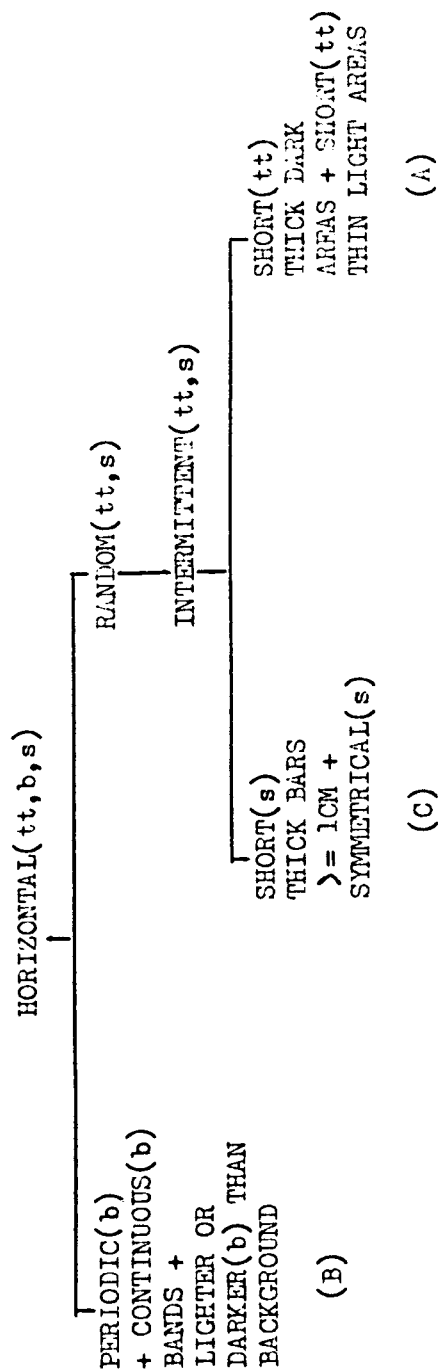 HORIZONTAL(tt,b,s)
PERIODIC(b)
+ CONTINUOUS(b)
BANDS +
LIGHTER OR
DARKER(b) THAN
BACKGROUND
(B)
RANDOM(tt,s)
INTERMITTENT(tt,s)
SHORT(s)
THICK BARS
>= 1CM +
SYMMETRICAL(s)
(C)
SHORT(tt)
THICK DARK
AREAS + SHORT(tt)
THIN LIGHT AREAS
(A)